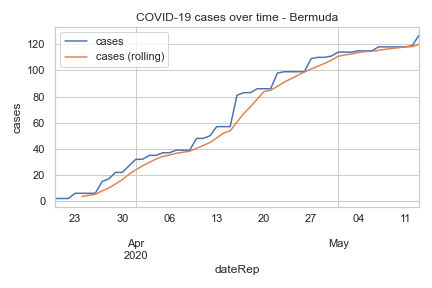 COVID-19 cases over time - Bermuda
cases
cases (rolling)
cases
120
100
80
60
40
20
0
23 30 06 13 20 27 04 11
Apr May
2020
dateRep